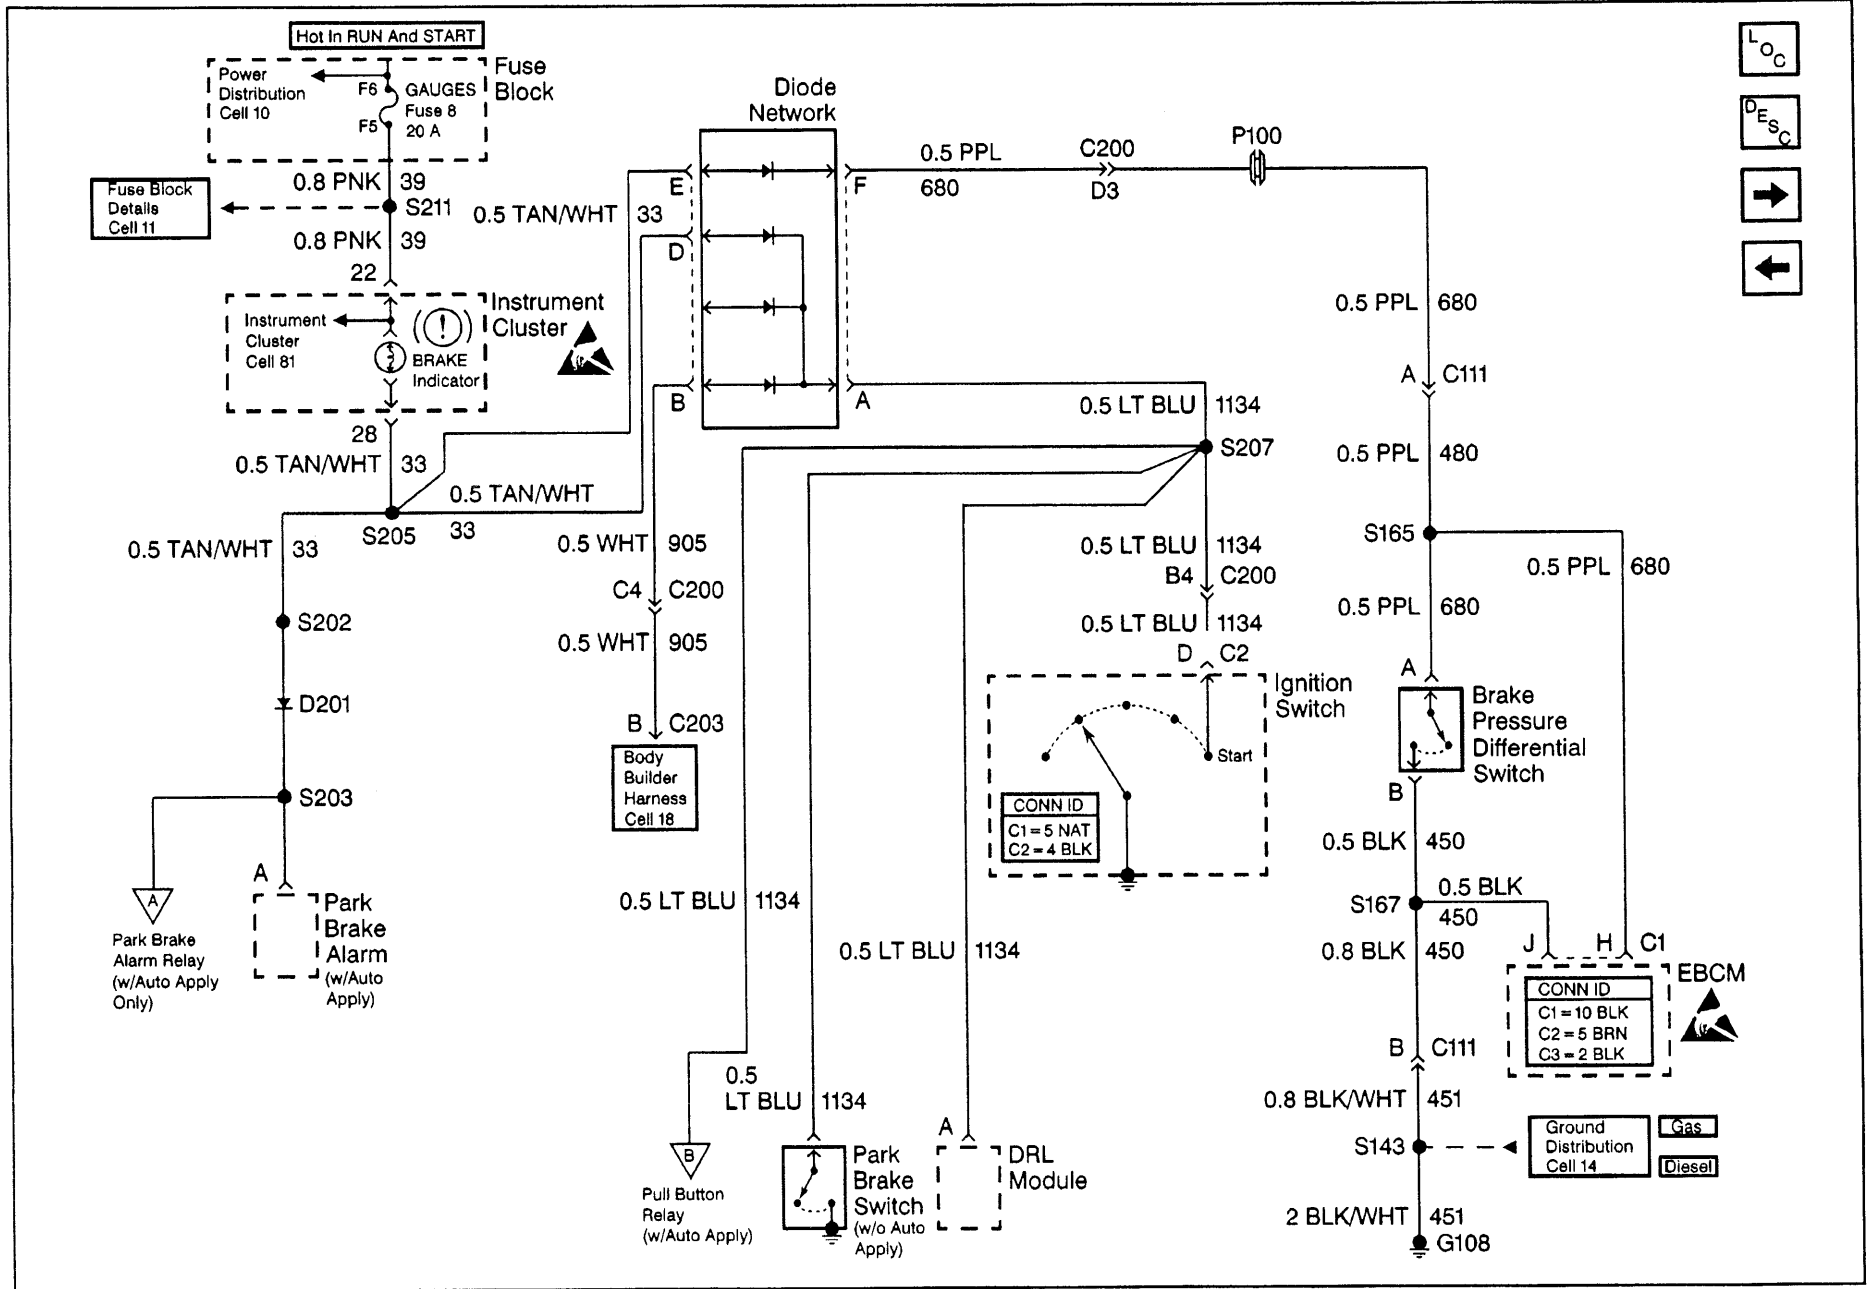 Hot In RUN And START
Power
Distribution
Cell 10
F6
F5
GAUGES
Fuse 8
20 A
Fuse
Block
0.8 PNK 39
Fuse Block
Details
Cell 11
S211
0.8 PNK 39
22
Instrument
Cluster
Cell 81
(!)
BRAKE
Indicator
Instrument
Cluster
28
0.5 TAN/WHT 33
0.5 TAN/WHT 33
0.5 TAN/WHT
33
S205
0.5 TAN/WHT 33
S202
D201
S203
A
Park Brake
Alarm Relay
(w/Auto Apply
Only)
A
Park
Brake
Alarm
(w/Auto
Apply)
Diode
Network
E
D
B
F
A
0.5 PPL
680
C200
D3
P100
0.5 WHT 905
C4 C200
0.5 WHT 905
B C203
Body
Builder
Harness
Cell 18
0.5 LT BLU 1134
S207
0.5 LT BLU 1134
B4 C200
0.5 LT BLU 1134
D C2
Ignition
Switch
Start
CONN ID
C1 = 5 NAT
C2 = 4 BLK
0.5 LT BLU 1134
0.5 LT BLU 1134
0.5
LT BLU 1134
B
Pull Button
Relay
(w/Auto Apply)
Park
Brake
Switch
(w/o Auto
Apply)
A
DRL
Module
0.5 PPL 680
A C111
0.5 PPL 480
S165
0.5 PPL 680
0.5 PPL 680
A
Brake
Pressure
Differential
Switch
B
0.5 BLK 450
S167
0.5 BLK
450
0.8 BLK 450
J H C1
EBCM
CONN ID
C1 = 10 BLK
C2 = 5 BRN
C3 = 2 BLK
B C111
0.8 BLK/WHT 451
S143
Ground
Distribution
Cell 14
Gas
Diesel
2 BLK/WHT 451
G108
LOC
DESC